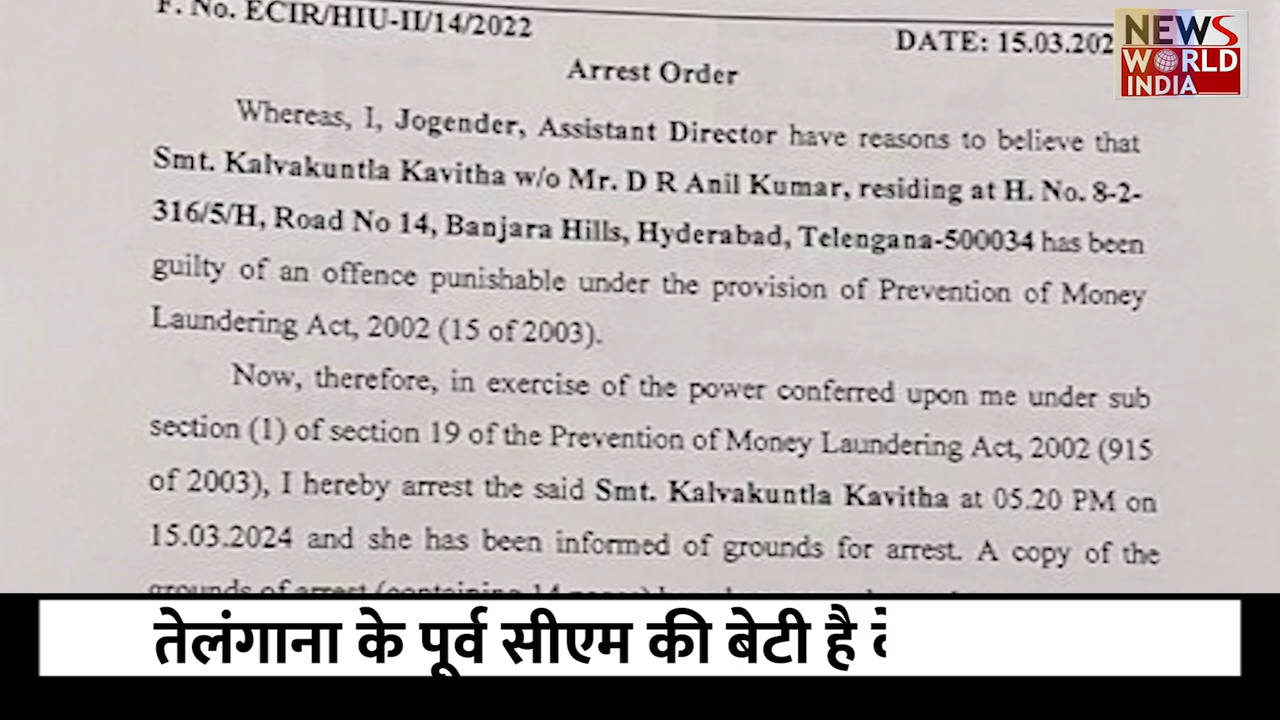 F. No. ECIR/HIU-II/14/2022
DATE: 15.03.202
Arrest Order
Whereas, I, Jogender, Assistant Director have reasons to believe that
Smt. Kalvakuntla Kavitha w/o Mr. D R Anil Kumar, residing at H. No. 8-2-
316/5/H, Road No 14, Banjara Hills, Hyderabad, Telengana-500034 has been
guilty of an offence punishable under the provision of Prevention of Money
Laundering Act, 2002 (15 of 2003).
Now, therefore, in exercise of the power conferred upon me under sub
section (1) of section 19 of the Prevention of Money Laundering Act, 2002 (915
of 2003), I hereby arrest the said Smt. Kalvakuntla Kavitha at 05.20 PM on
15.03.2024 and she has been informed of grounds for arrest. A copy of the
grounds of arrest (containing 14 pages)
NEWS
WORLD
INDIA
तेलंगाना के पूर्व सीएम की बेटी है